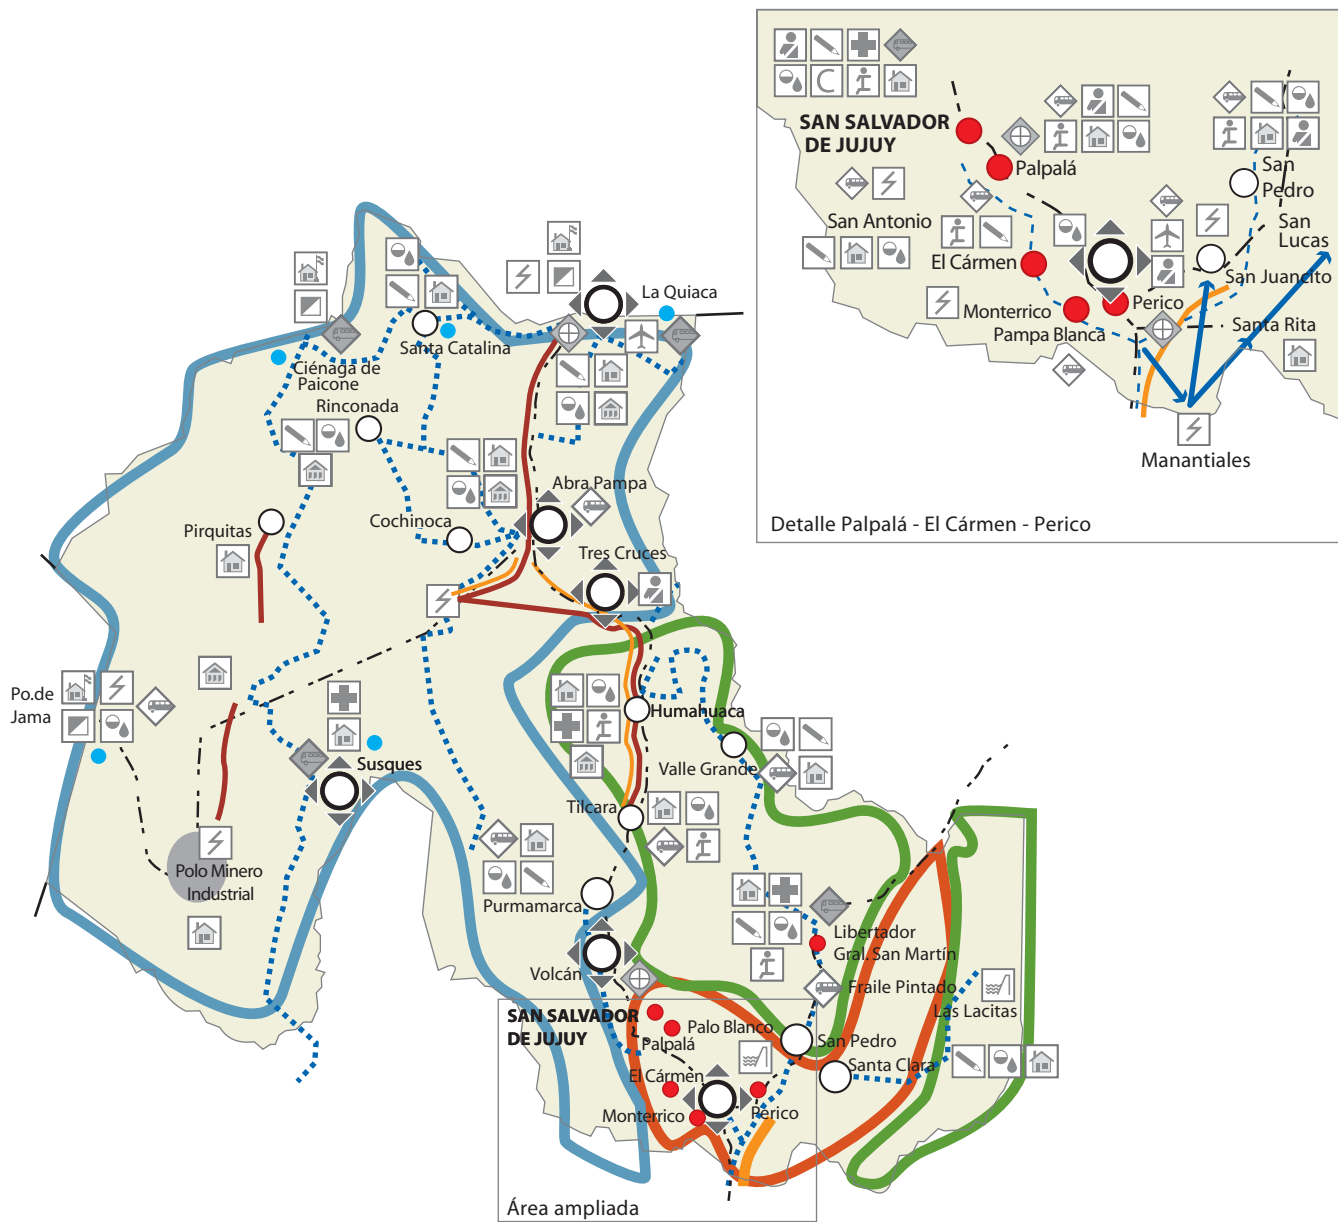 SAN SALVADOR
DE JUJUY
Palpalá
San
Pedro
San Antonio
San
Lucas
El Cármen
San Juancito
Monterrico
Perico
Pampa Blanca
Santa Rita
Manantiales
Detalle Palpalá - El Cármen - Perico
La Quiaca
Santa Catalina
Ciénaga de
Paicone
Rinconada
Abra Pampa
Pirquitas
Cochinoca
Tres Cruces
Po.de
Jama
Humahuaca
Susques
Valle Grande
Tilcara
Polo Minero
Industrial
Purmamarca
Libertador
Gral. San Martín
Volcán
Fraile Pintado
Las Lacitas
SAN SALVADOR
DE JUJUY
Palo Blanco
Palpalá
San Pedro
Santa Clara
El Cármen
Monterrico
Perico
Área ampliada